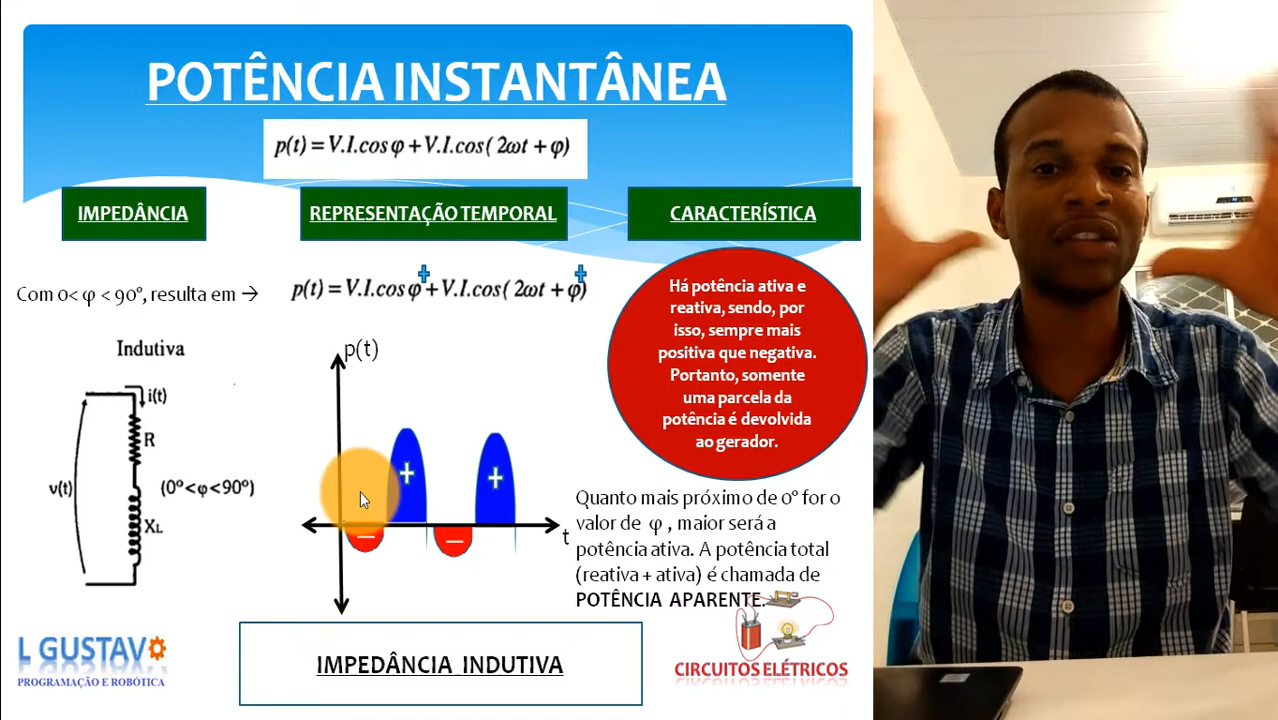 POTÊNCIA INSTANTÂNEA
p(t) = V.I.cos φ + V.I.cos( 2ωt + φ)
IMPEDÂNCIA
REPRESENTAÇÃO TEMPORAL
CARACTERÍSTICA
Com 0< φ < 90°, resulta em →
p(t) = V.I.cos φ + V.I.cos( 2ωt + φ)
Há potência ativa e
reativa, sendo, por
isso, sempre mais
positiva que negativa.
Portanto, somente
uma parcela da
potência é devolvida
ao gerador.
Indutiva
i(t)
R
v(t)
(0°<φ<90°)
XL
p(t)
+
+
−
−
t
Quanto mais próximo de 0° for o
valor de φ , maior será a
potência ativa. A potência total
(reativa + ativa) é chamada de
POTÊNCIA APARENTE.
L GUSTAVO
PROGRAMAÇÃO E ROBÓTICA
IMPEDÂNCIA INDUTIVA
CIRCUITOS ELÉTRICOS